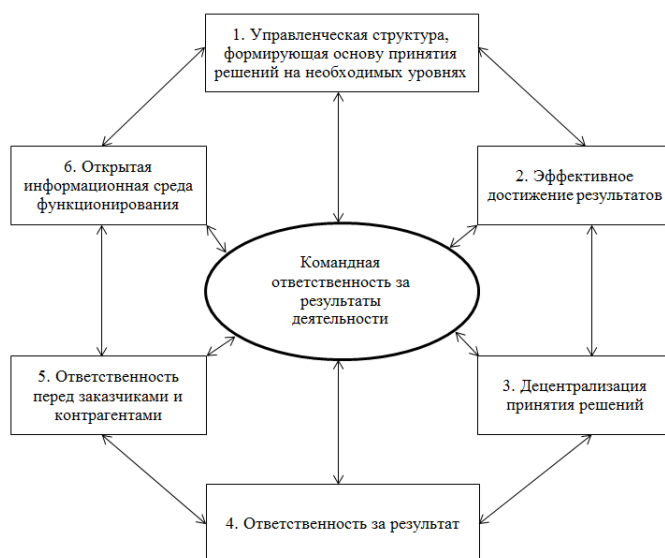 1. Управленческая структура,
формирующая основу принятия
решений на необходимых уровнях
6. Открытая
информационная среда
функционирования
2. Эффективное
достижение результатов
Командная
ответственность за
результаты
деятельности
5. Ответственность
перед заказчиками и
контрагентами
3. Децентрализация
принятия решений
4. Ответственность за результат